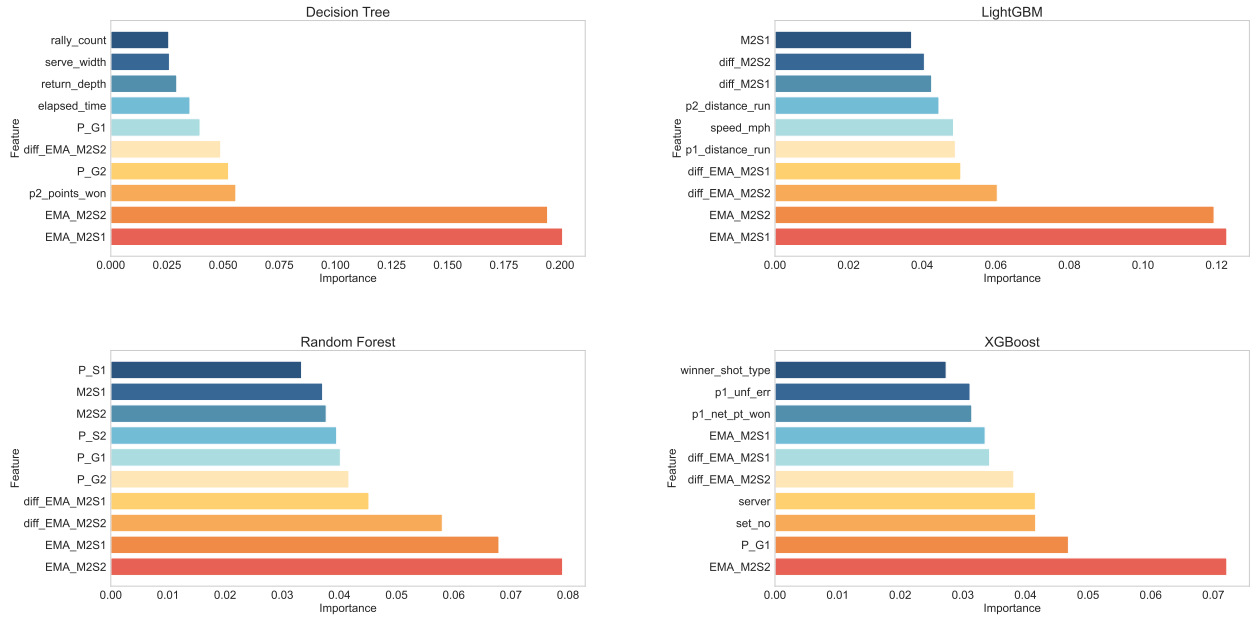 Decision Tree
Feature
rally_count
serve_width
return_depth
elapsed_time
P_G1
diff_EMA_M2S2
P_G2
p2_points_won
EMA_M2S2
EMA_M2S1
0.000 0.025 0.050 0.075 0.100 0.125 0.150 0.175 0.200
Importance
LightGBM
Feature
M2S1
diff_M2S2
diff_M2S1
p2_distance_run
speed_mph
p1_distance_run
diff_EMA_M2S1
diff_EMA_M2S2
EMA_M2S2
EMA_M2S1
0.00 0.02 0.04 0.06 0.08 0.10 0.12
Importance
Random Forest
Feature
P_S1
M2S1
M2S2
P_S2
P_G1
P_G2
diff_EMA_M2S1
diff_EMA_M2S2
EMA_M2S1
EMA_M2S2
0.00 0.01 0.02 0.03 0.04 0.05 0.06 0.07 0.08
Importance
XGBoost
Feature
winner_shot_type
p1_unf_err
p1_net_pt_won
EMA_M2S1
diff_EMA_M2S1
diff_EMA_M2S2
server
set_no
P_G1
EMA_M2S2
0.00 0.01 0.02 0.03 0.04 0.05 0.06 0.07
Importance